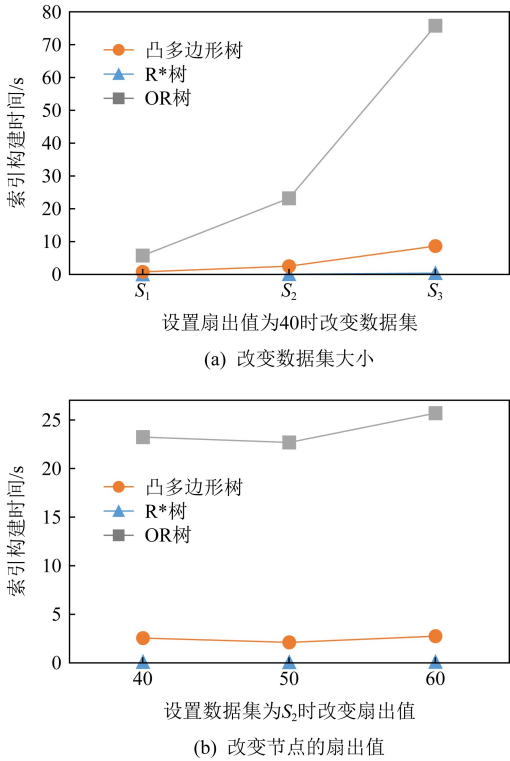 80
70
60
50
40
30
20
10
0
索引构建时间/s
凸多边形树
R*树
OR树
S1
S2
S3
设置扇出值为40时改变数据集
(a) 改变数据集大小
25
20
15
10
5
0
索引构建时间/s
凸多边形树
R*树
OR树
40
50
60
设置数据集为S2时改变扇出值
(b) 改变节点的扇出值